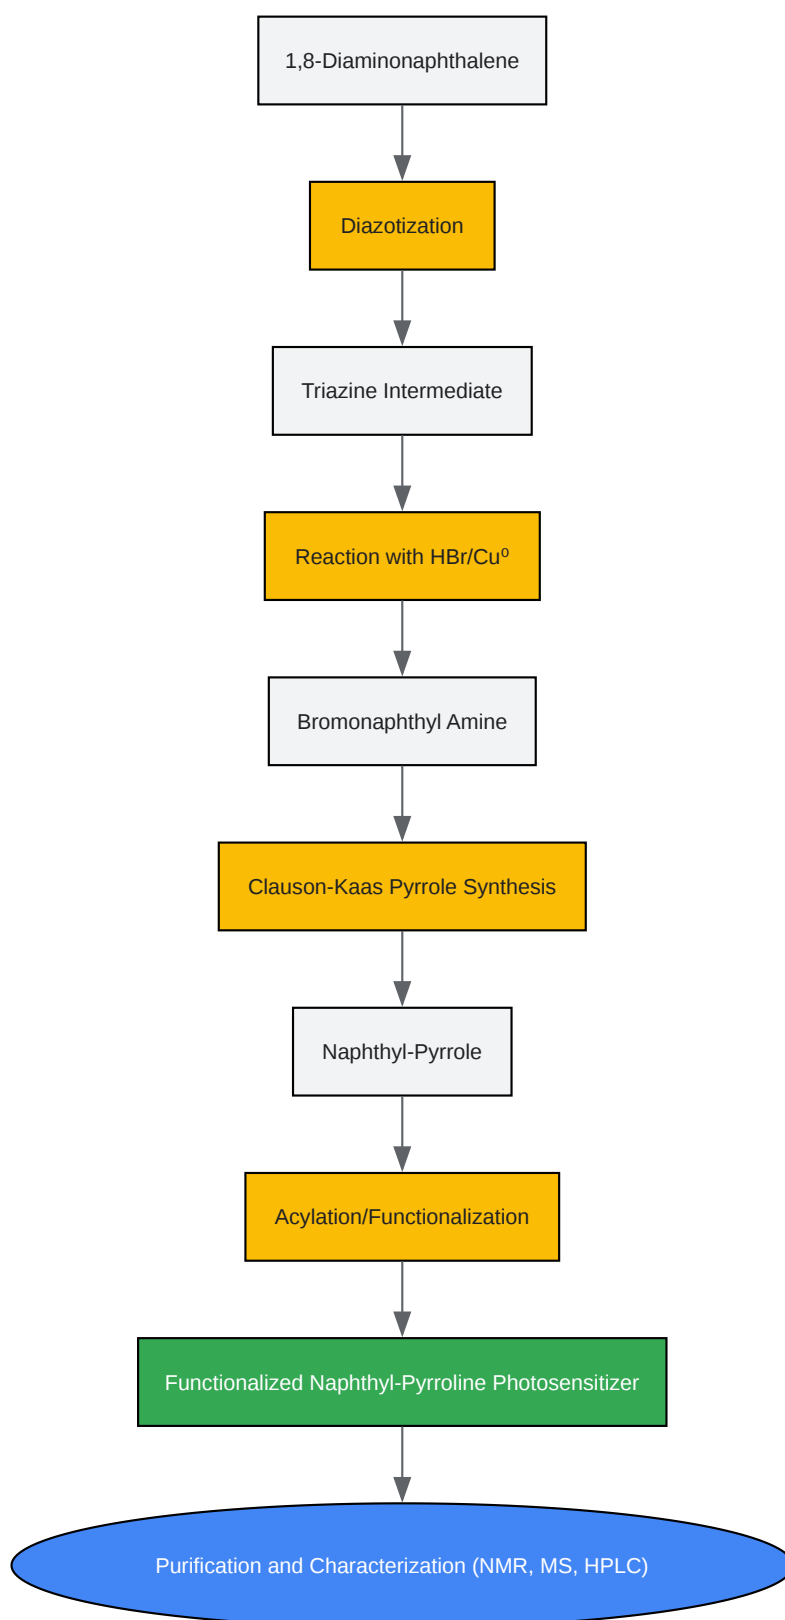 1,8-Diaminonaphthalene
Diazotization
Triazine Intermediate
Reaction with HBr/Cu⁰
Bromonaphthyl Amine
Clauson-Kaas Pyrrole Synthesis
Naphthyl-Pyrrole
Acylation/Functionalization
Functionalized Naphthyl-Pyrroline Photosensitizer
Purification and Characterization (NMR, MS, HPLC)